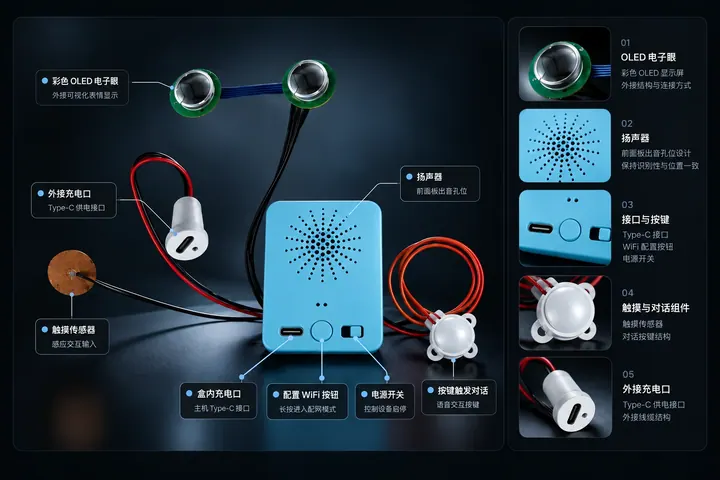 彩色 OLED 电子眼
外接可视化表情显示
外接充电口
Type-C 供电接口
扬声器
前面板出音孔位
触摸传感器
感应交互输入
盒内充电口
主机 Type-C 接口
配置 WiFi 按钮
长按进入配网模式
电源开关
控制设备启停
按键触发对话
语音交互按键
01
OLED 电子眼
彩色 OLED 显示屏
外接结构与连接方式
02
扬声器
前面板出音孔位设计
保持识别性与位置一致
03
接口与按键
Type-C 接口
WiFi 配置按钮
电源开关
04
触摸与对话组件
触摸传感器
对话按键结构
05
外接充电口
Type-C 供电接口
外接线缆结构